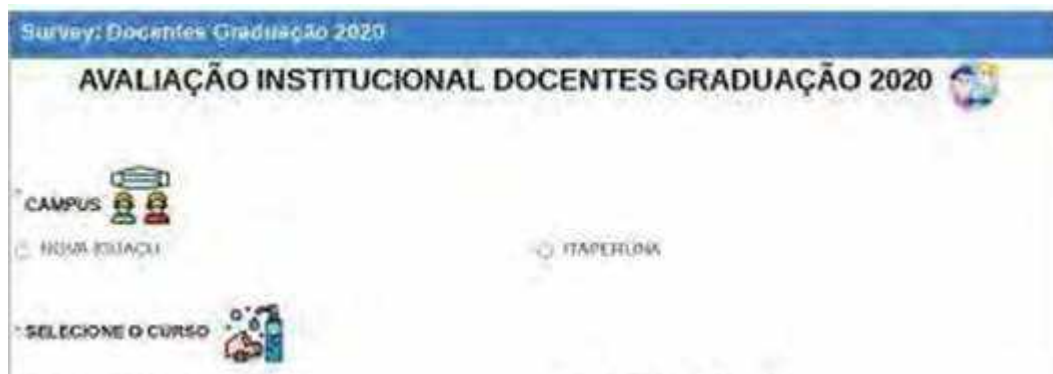 Survey: Docentes Graduação 2020
AVALIAÇÃO INSTITUCIONAL DOCENTES GRADUAÇÃO 2020
* CAMPUS
NOVA IGUAÇU ITAPERUNA
* SELECIONE O CURSO